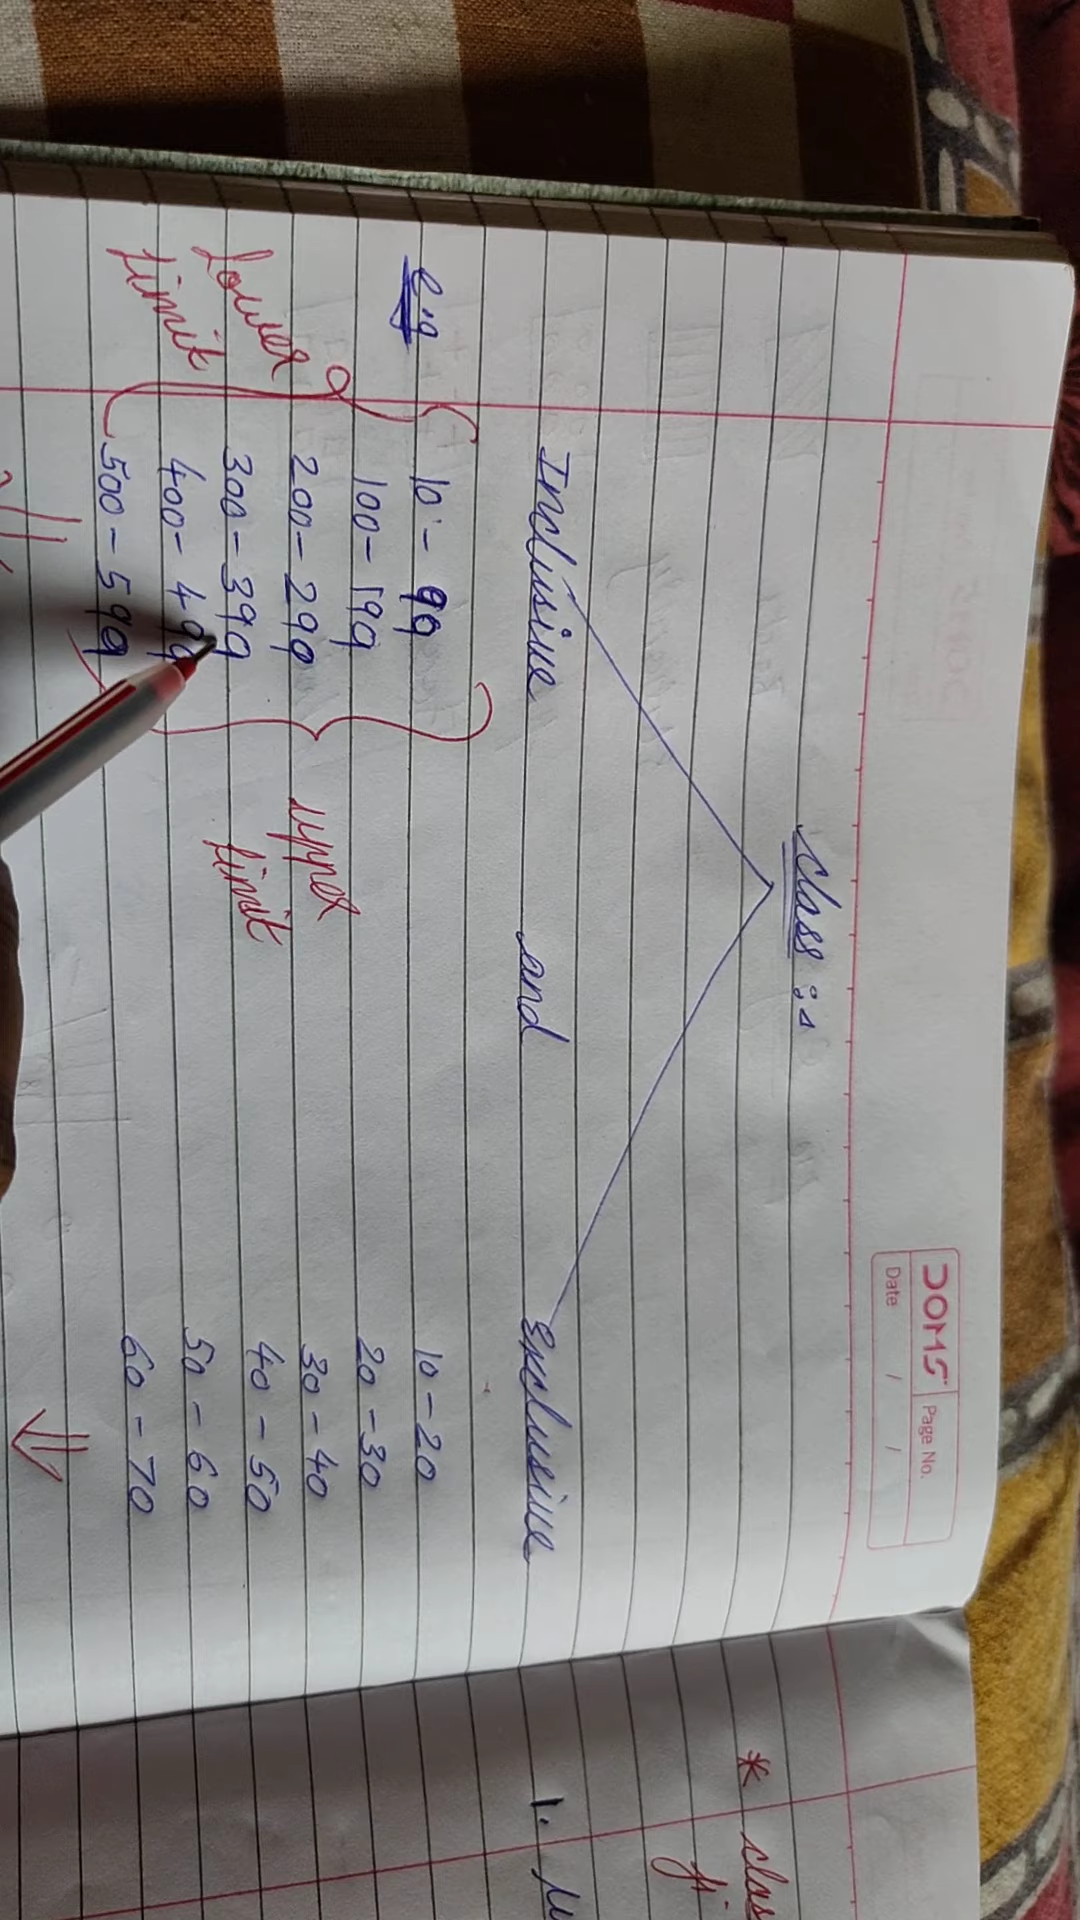 DOMS Page No.
Date / /
Class :-
Inclusive and Exclusive
e.g 10 - 99 10 - 20
100 - 199 20 - 30
200 - 299 30 - 40
300 - 399 40 - 50
400 - 499 50 - 60
500 - 599 60 - 70
lower limit
upper limit
* clas
1.